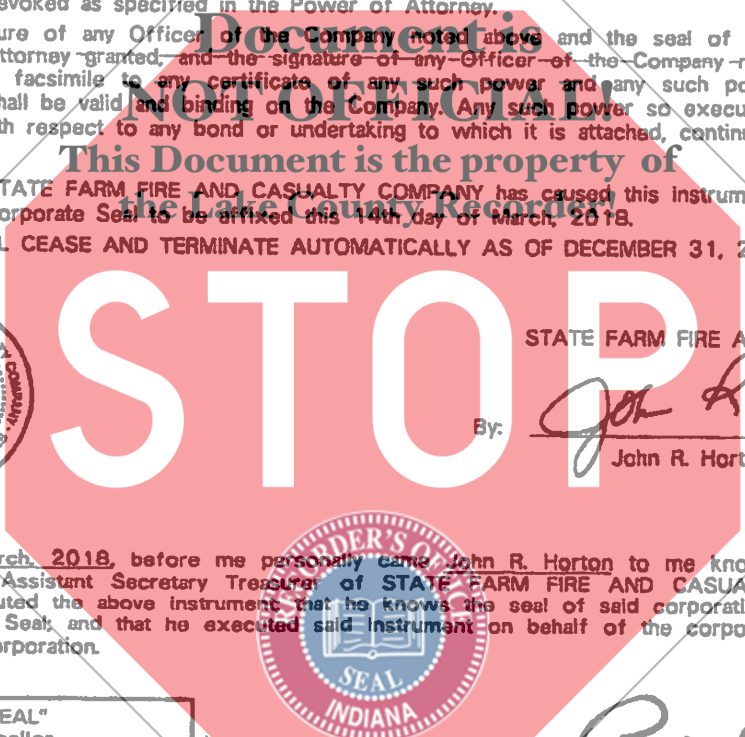 evoked as specified in the Power of Attorney.
ure of any Officer of the Company noted above and the seal of
ttorney granted, and the signature of any Officer of the Company
facsimile to any certificate of any such power and any such po
hall be valid and binding on the Company. Any such power so execu
th respect to any bond or undertaking to which it is attached, contin
Document is
NOT OFFICIAL!
This Document is the property of
the Lake County Recorder!
TATE FARM FIRE AND CASUALTY COMPANY has caused this instrum
orporate Seal to be affixed this 14th day of March, 2018.
L CEASE AND TERMINATE AUTOMATICALLY AS OF DECEMBER 31, 2
STOP
COMPANY
STATE FARM FIRE A
By:
John R. Hort
rch, 2018, before me personally came John R. Horton to me kno
Assistant Secretary Treasurer of STATE FARM FIRE AND CASUA
uted the above instrument; that he knows the seal of said corporati
Seal; and that he executed said instrument on behalf of the corpo
rporation.
RECORDER'S OFFICE
SEAL
INDIANA
EAL"